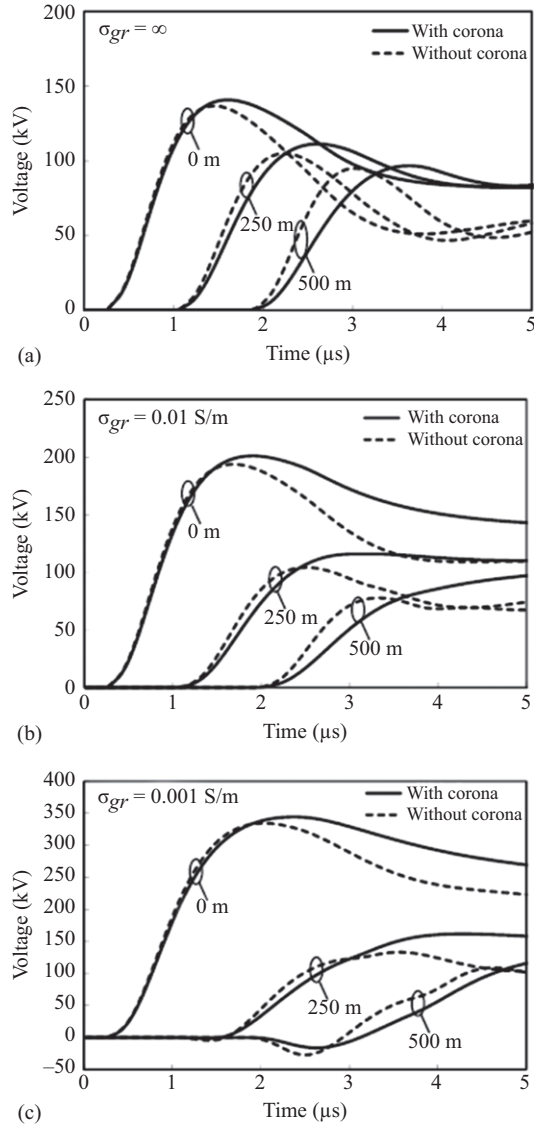 200
σgr = ∞
With corona
Without corona
150
0 m
100
Voltage (kV)
250 m
50
500 m
0
0 1 2 3 4 5
(a)
Time (µs)
250
σgr = 0.01 S/m
With corona
Without corona
200
0 m
150
Voltage (kV)
100
250 m
500 m
50
0
0 1 2 3 4 5
(b)
Time (µs)
400
σgr = 0.001 S/m
With corona
Without corona
350
300
250
0 m
200
Voltage (kV)
150
100
250 m
50
500 m
0
–50
0 1 2 3 4 5
(c)
Time (µs)